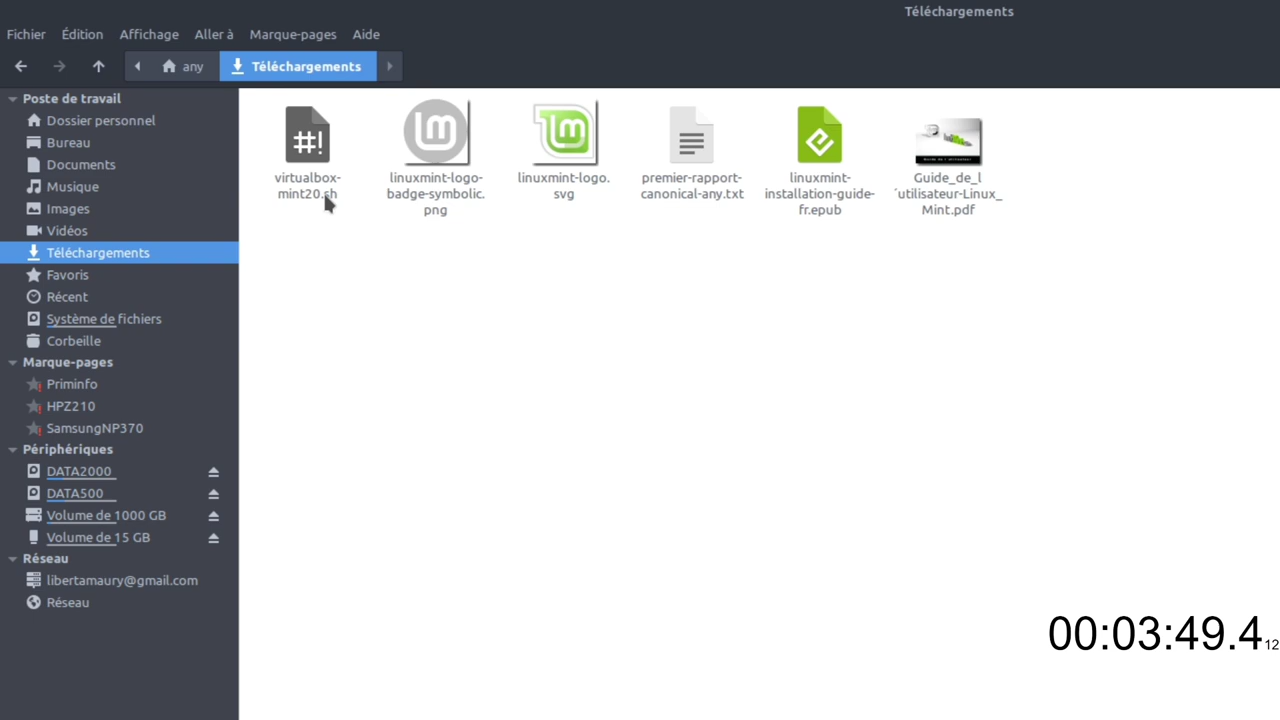 Téléchargements
Fichier Édition Affichage Aller à Marque-pages Aide
any Téléchargements
Poste de travail
Dossier personnel
Bureau
Documents
Musique
Images
Vidéos
Téléchargements
Favoris
Récent
Système de fichiers
Corbeille
Marque-pages
Priminfo
HPZ210
SamsungNP370
Périphériques
DATA2000
DATA500
Volume de 1000 GB
Volume de 15 GB
Réseau
libertamaury@gmail.com
Réseau
#!
virtualbox-
mint20.sh
linuxmint-logo-
badge-symbolic.
png
linuxmint-logo.
svg
premier-rapport-
canonical-any.txt
linuxmint-
installation-guide-
fr.epub
Guide_de_l
'utilisateur-Linux_
Mint.pdf
00:03:49.412